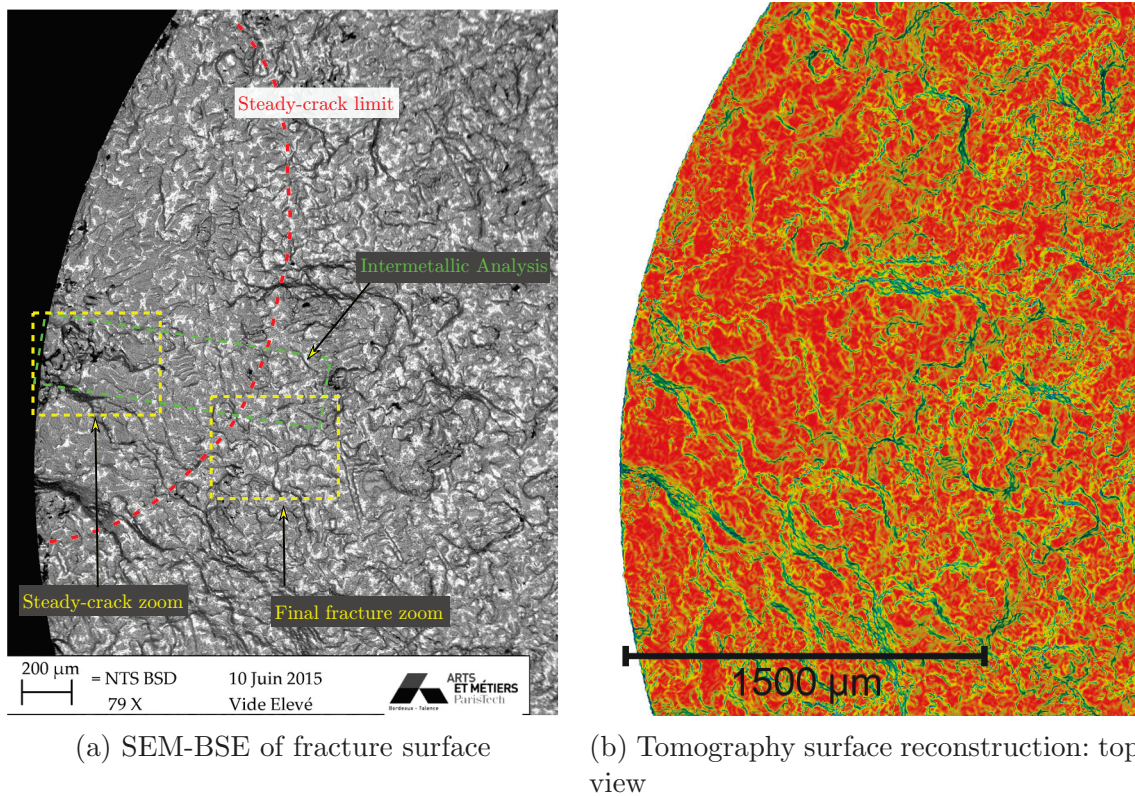 Steady-crack limit
Intermetallic Analysis
Steady-crack zoom
Final fracture zoom
200 μm
= NTS BSD
10 Juin 2015
79 X
Vide Elevé
ARTS
ET MÉTIERS
ParisTech
Bordeaux - Talence
1500 μm
(a) SEM-BSE of fracture surface
(b) Tomography surface reconstruction: top
view